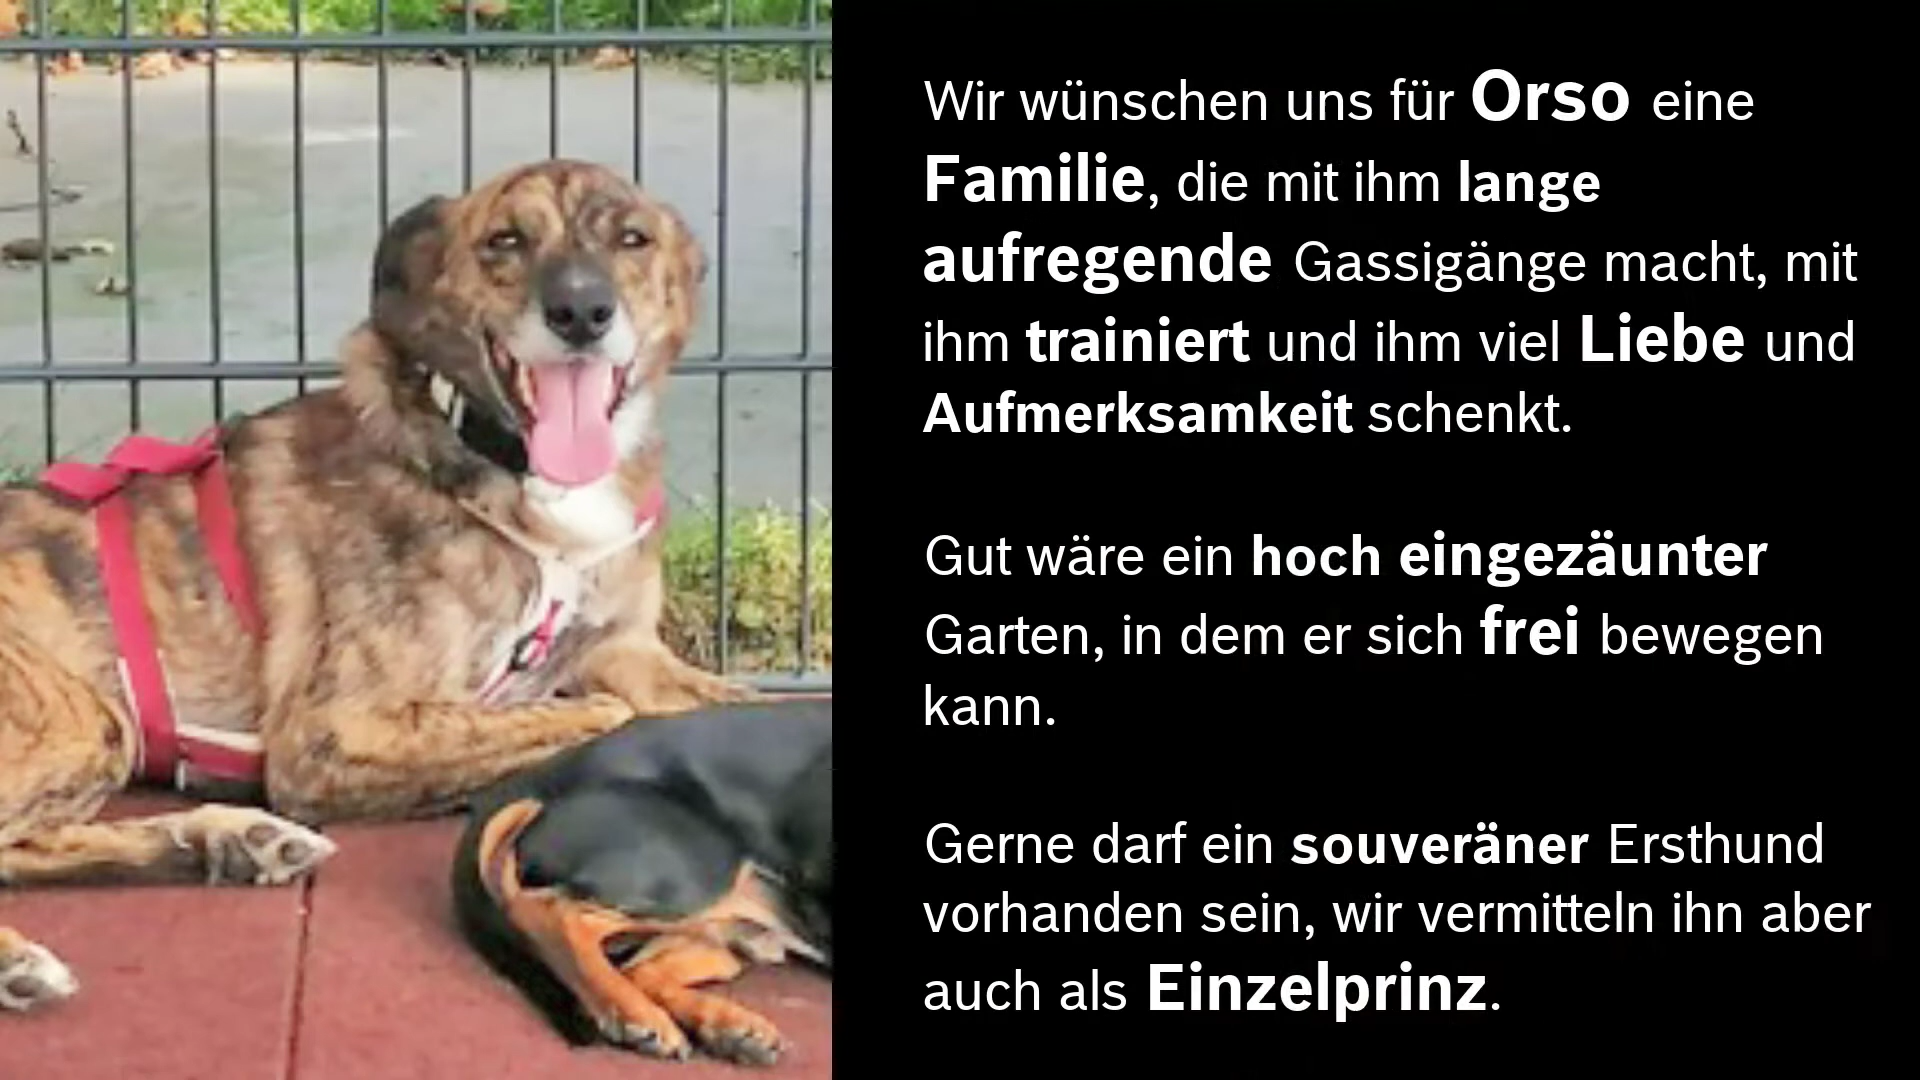 Wir wünschen uns für Orso eine
Familie, die mit ihm lange
aufregende Gassigänge macht, mit
ihm trainiert und ihm viel Liebe und
Aufmerksamkeit schenkt.
Gut wäre ein hoch eingezäunter
Garten, in dem er sich frei bewegen
kann.
Gerne darf ein souveräner Ersthund
vorhanden sein, wir vermitteln ihn aber
auch als Einzelprinz.